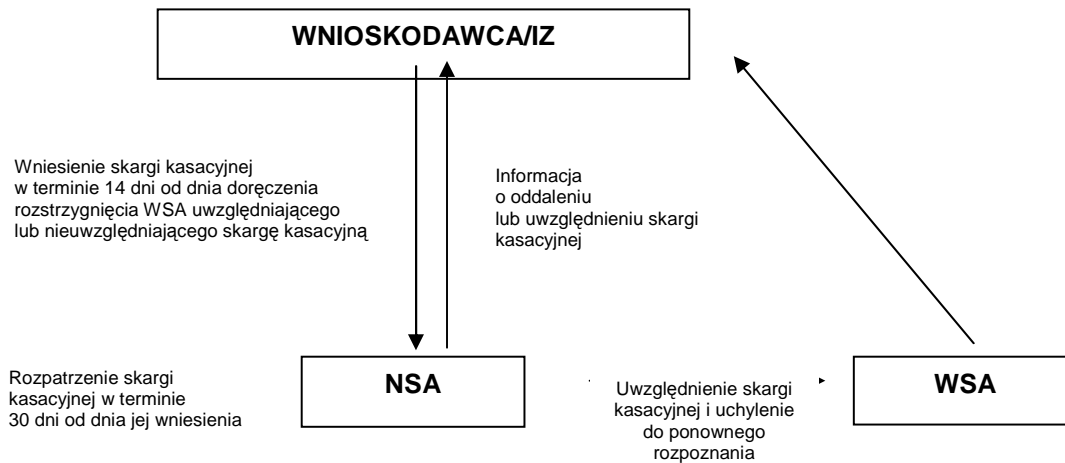 WNIOSKODAWCA/IZ
Wniesienie skargi kasacyjnej
w terminie 14 dni od dnia doręczenia
rozstrzygnięcia WSA uwzględniającego
lub nieuwzględniającego skargę kasacyjną
Informacja
o oddaleniu
lub uwzględnieniu skargi
kasacyjnej
Rozpatrzenie skargi
kasacyjnej w terminie
30 dni od dnia jej wniesienia
NSA
Uwzględnienie skargi
kasacyjnej i uchylenie
do ponownego
rozpoznania
WSA